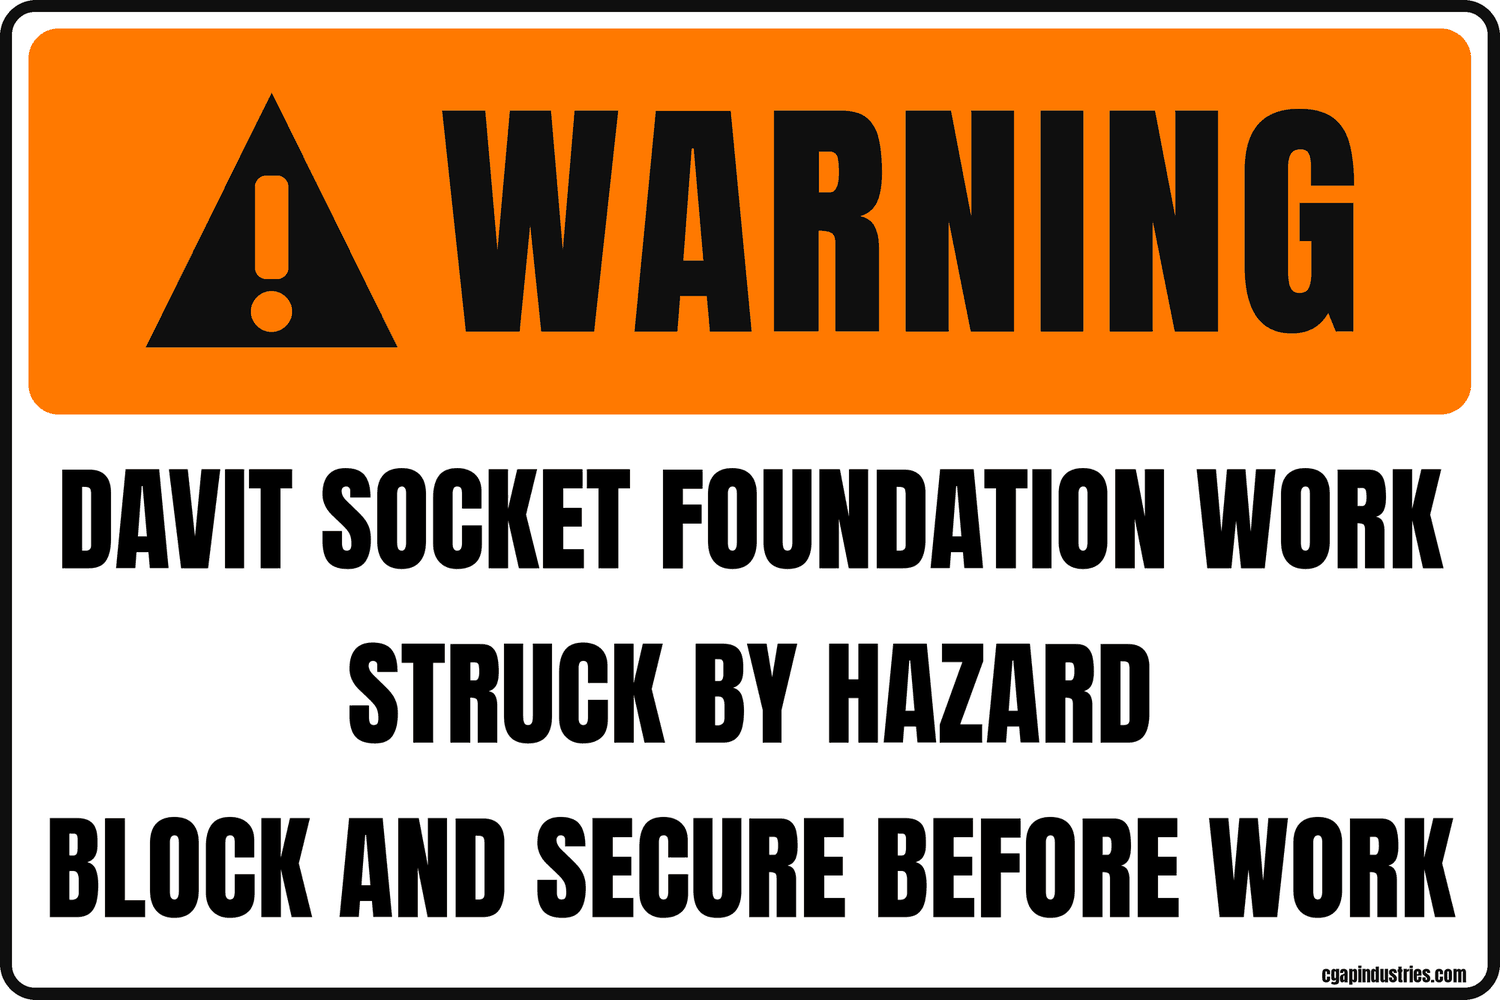 WARNING
DAVIT SOCKET FOUNDATION WORK
STRUCK BY HAZARD
BLOCK AND SECURE BEFORE WORK
cgapindustries.com